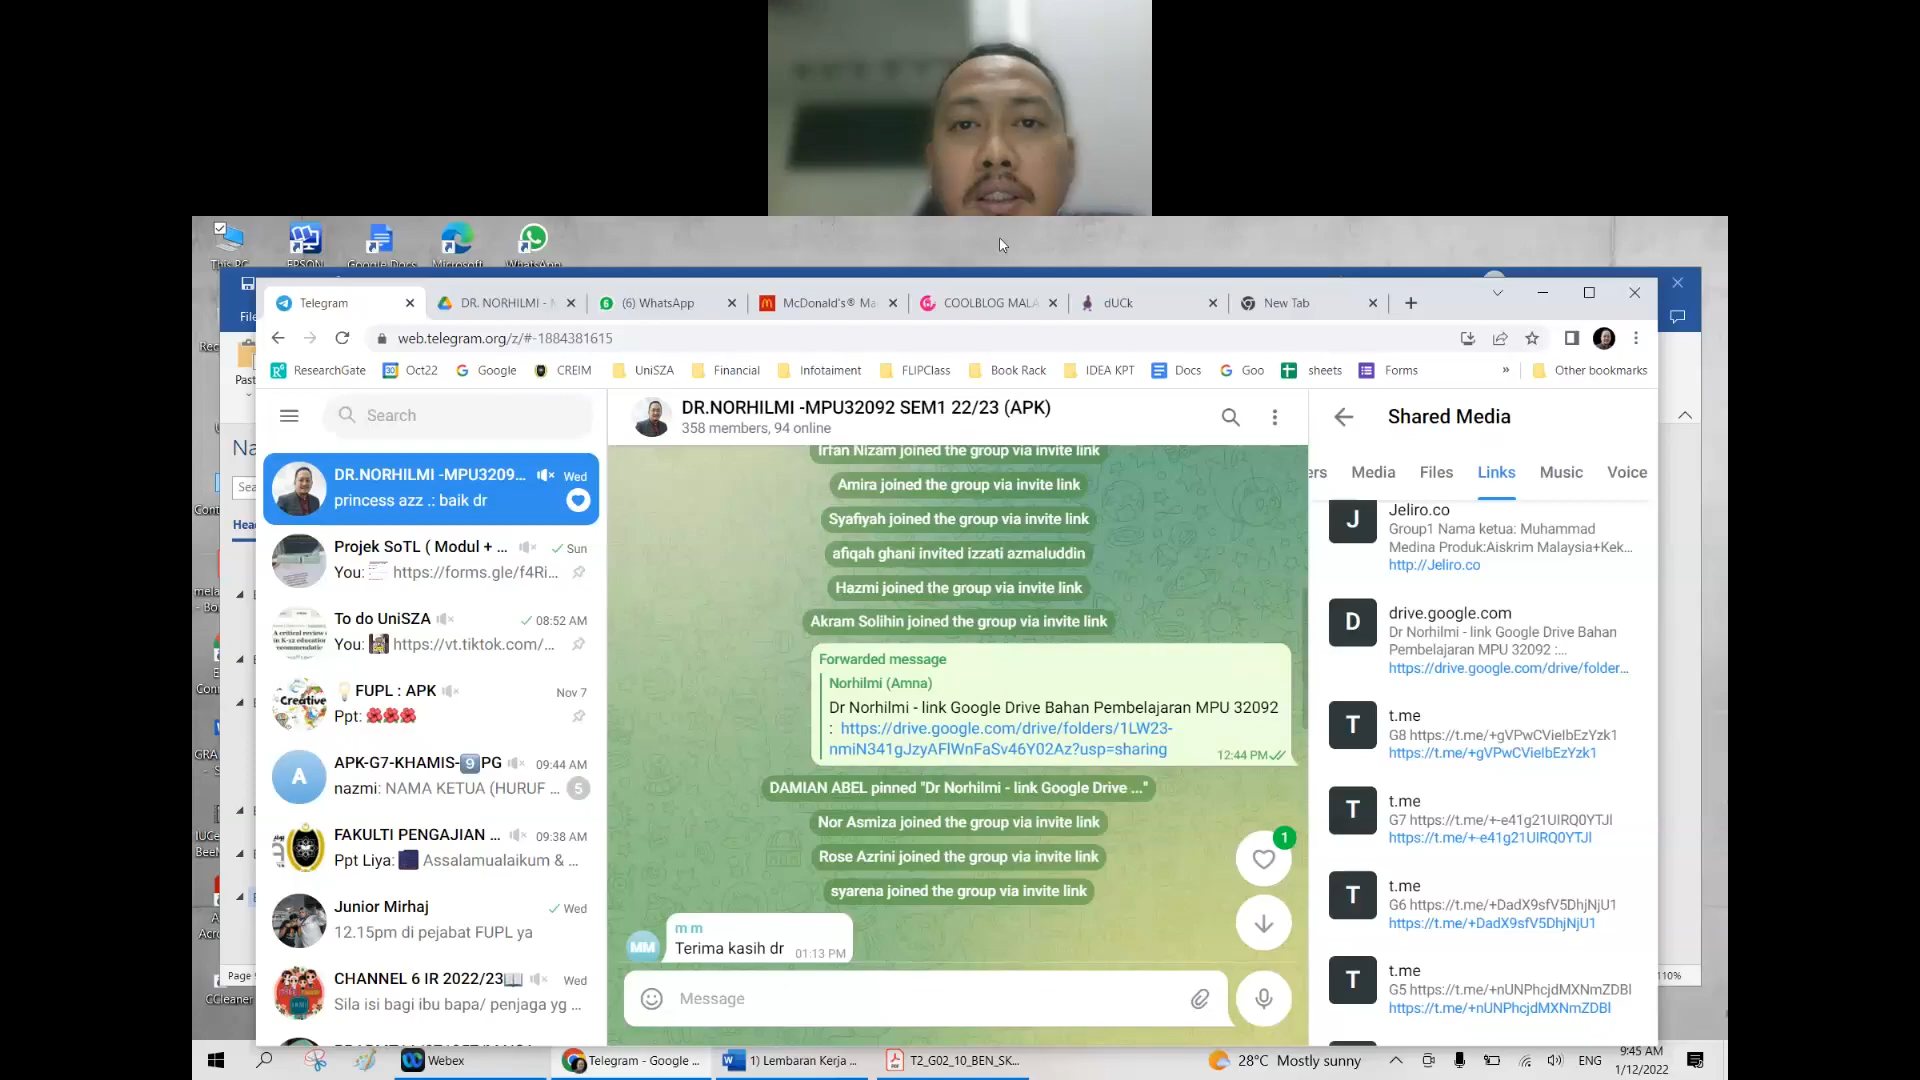 This PC
EPSON
Google Docs
Microsoft
WhatsApp
Telegram
DR. NORHILMI - M
(6) WhatsApp
McDonald's® Ma
COOLBLOG MALA
dUCk
New Tab
web.telegram.org/z/#-1884381615
ResearchGate
Oct22
Google
CREIM
UniSZA
Financial
Infotaiment
FLIPClass
Book Rack
IDEA KPT
Docs
Goo
sheets
Forms
»
Other bookmarks
Search
DR.NORHILMI -MPU3209...
Wed
princess azz .: baik dr
Projek SoTL ( Modul + ...
Sun
You: https://forms.gle/f4Ri...
To do UniSZA
08:52 AM
You: https://vt.tiktok.com/...
💡FUPL : APK
Nov 7
Ppt: 🌺🌺🌺
A
APK-G7-KHAMIS-9️PG
09:44 AM
nazmi: NAMA KETUA (HURUF ...
5
FAKULTI PENGAJIAN ...
09:38 AM
Ppt Liya: Assalamualaikum & ...
Junior Mirhaj
Wed
12.15pm di pejabat FUPL ya
CHANNEL 6 IR 2022/23📖
Wed
Sila isi bagi ibu bapa/ penjaga yg ...
DR.NORHILMI -MPU32092 SEM1 22/23 (APK)
358 members, 94 online
Irfan Nizam joined the group via invite link
Amira joined the group via invite link
Syafiyah joined the group via invite link
afiqah ghani invited izzati azmaluddin
Hazmi joined the group via invite link
Akram Solihin joined the group via invite link
Forwarded message
Norhilmi (Amna)
Dr Norhilmi - link Google Drive Bahan Pembelajaran MPU 32092
: https://drive.google.com/drive/folders/1LW23-
nmiN341gJzyAFlWnFaSv46Y02Az?usp=sharing
12:44 PM
DAMIAN ABEL pinned "Dr Norhilmi - link Google Drive ..."
Nor Asmiza joined the group via invite link
Rose Azrini joined the group via invite link
syarena joined the group via invite link
1
MM
m m
Terima kasih dr
01:13 PM
Message
Shared Media
ers
Media
Files
Links
Music
Voice
J
Jeliro.co
Group1 Nama ketua: Muhammad
Medina Produk:Aiskrim Malaysia+Kek...
http://Jeliro.co
D
drive.google.com
Dr Norhilmi - link Google Drive Bahan
Pembelajaran MPU 32092 :...
https://drive.google.com/drive/folder...
T
t.me
G8 https://t.me/+gVPwCVieIbEzYzk1
https://t.me/+gVPwCVieIbEzYzk1
T
t.me
G7 https://t.me/+-e41g21UIRQ0YTJl
https://t.me/+-e41g21UIRQ0YTJl
T
t.me
G6 https://t.me/+DadX9sfV5DhjNjU1
https://t.me/+DadX9sfV5DhjNjU1
T
t.me
G5 https://t.me/+nUNPhcjdMXNmZDBl
https://t.me/+nUNPhcjdMXNmZDBl
Page
110%
CCleaner
Webex
Telegram - Google ...
1) Lembaran Kerja ...
T2_G02_10_BEN_SK...
28°C Mostly sunny
ENG
9:45 AM
1/12/2022